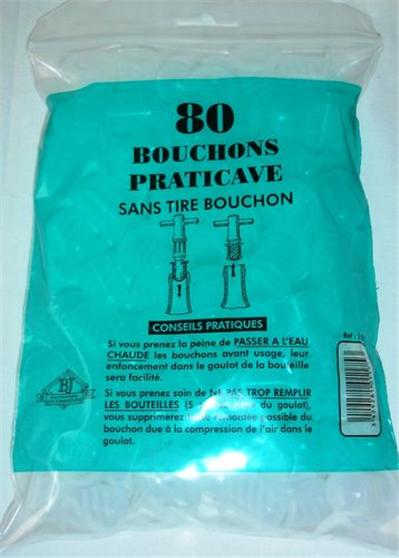 80
BOUCHONS
PRATICAVE
SANS TIRE BOUCHON
CONSEILS PRATIQUES
Si vous prenez la peine de PASSER A L'EAU
CHAUDE les bouchons avant usage, leur
enfoncement dans le goulot de la bouteille
sera facilité.
Si vous prenez soin de NE PAS TROP REMPLIR
LES BOUTEILLES (5 du goulot),
vous supprimerez possible du
bouchon due à la compression de l'air dans le
goulot.
Réf :
BJ